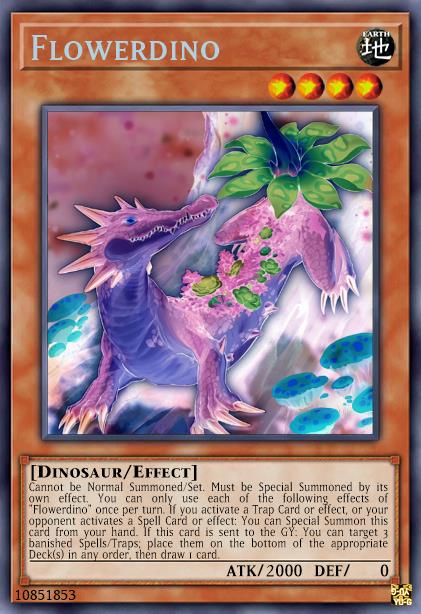 FLOWERDINO
EARTH
地
[DINOSAUR/EFFECT]
Cannot be Normal Summoned/Set. Must be Special Summoned by its
own effect. You can only use each of the following effects of
"Flowerdino" once per turn. If you activate a Trap Card or effect, or your
opponent activates a Spell Card or effect: You can Special Summon this
card from your hand. If this card is sent to the GY: You can target 3
banished Spells/Traps; place them on the bottom of the appropriate
Deck(s) in any order, then draw 1 card.
ATK/2000 DEF/ 0
10851853